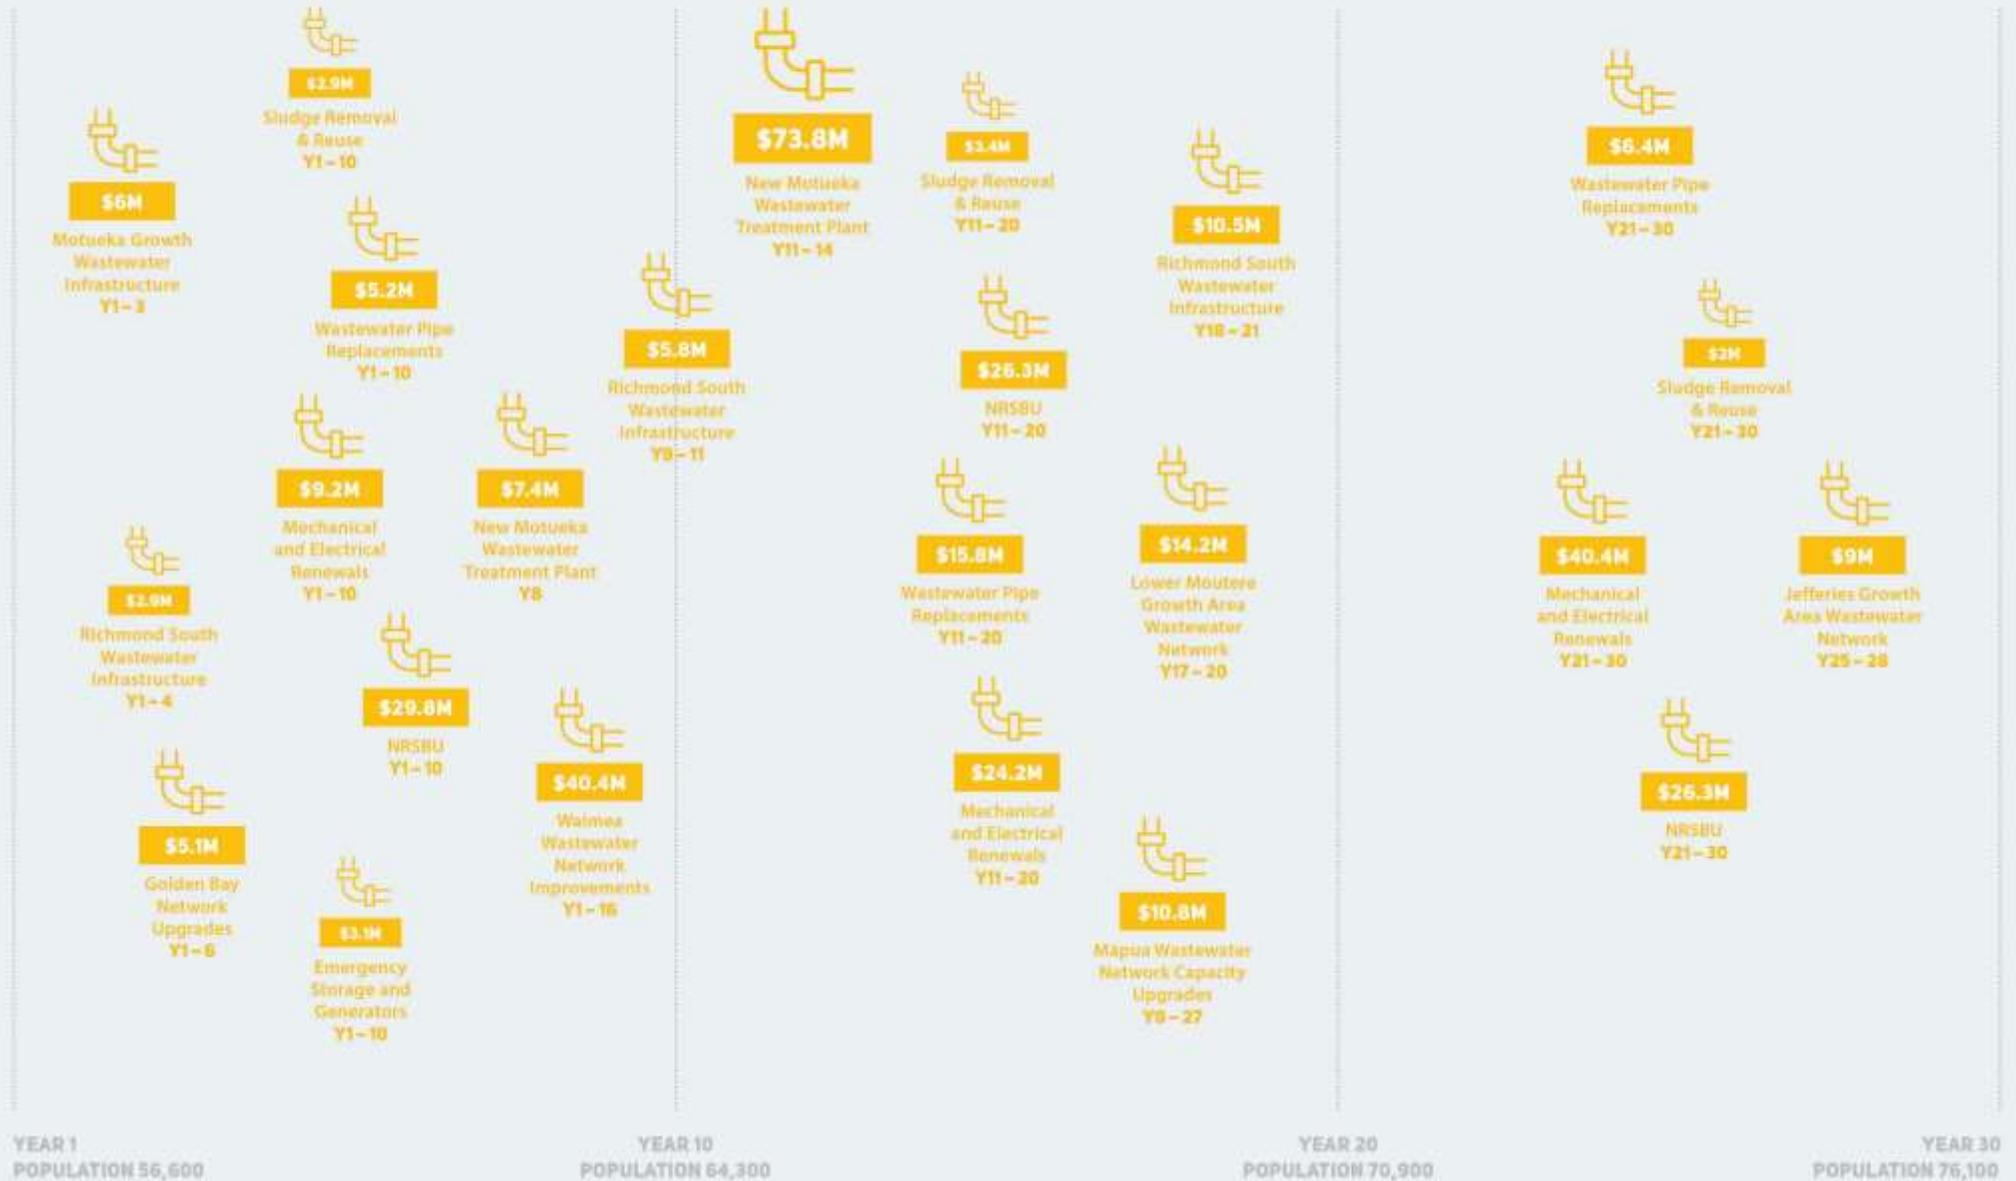 $2.9M
Sludge Removal
& Reuse
Y1 – 10
$6M
Motueka Growth
Wastewater
Infrastructure
Y1 – 3
$5.2M
Wastewater Pipe
Replacements
Y1 – 10
$9.2M
Mechanical
and Electrical
Renewals
Y1 – 10
$7.4M
New Motueka
Wastewater
Treatment Plant
Y8
$5.8M
Richmond South
Wastewater
Infrastructure
Y9 – 11
$2.9M
Richmond South
Wastewater
Infrastructure
Y1 – 4
$29.8M
NRSBU
Y1 – 10
$40.4M
Waimea
Wastewater
Network
Improvements
Y1 – 16
$5.1M
Golden Bay
Network
Upgrades
Y1 – 6
$3.1M
Emergency
Storage and
Generators
Y1 – 10
$73.8M
New Motueka
Wastewater
Treatment Plant
Y11 – 14
$3.4M
Sludge Removal
& Reuse
Y11 – 20
$10.5M
Richmond South
Wastewater
Infrastructure
Y18 – 21
$26.3M
NRSBU
Y11 – 20
$15.8M
Wastewater Pipe
Replacements
Y11 – 20
$14.2M
Lower Moutere
Growth Area
Wastewater
Network
Y17 – 20
$24.2M
Mechanical
and Electrical
Renewals
Y11 – 20
$10.8M
Mapua Wastewater
Network Capacity
Upgrades
– 27
$6.4M
Wastewater Pipe
Replacements
Y21 – 30
$2M
Sludge Removal
& Reuse
Y21 – 30
$40.4M
Mechanical
and Electrical
Renewals
Y21 – 30
$9M
Jefferies Growth
Area Wastewater
Network
Y25 – 28
$26.3M
NRSBU
Y21 – 30
YEAR 1
POPULATION 56,600
YEAR 10
POPULATION 64,300
YEAR 20
POPULATION 70,900
YEAR 30
POPULATION 76,100